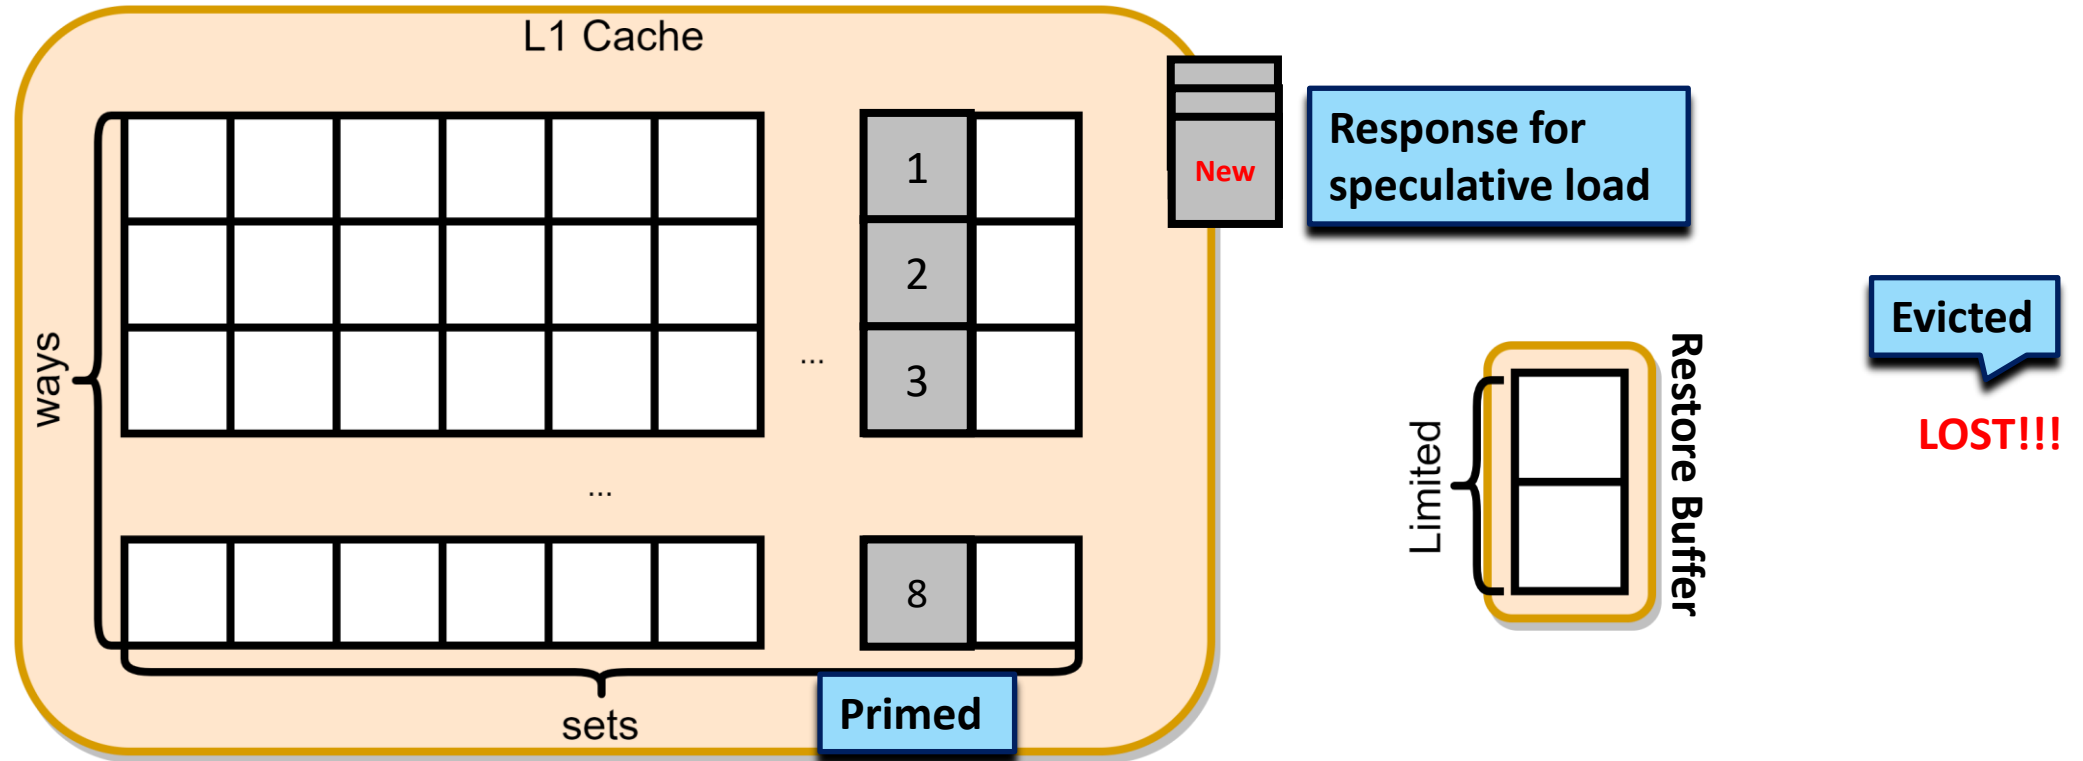 L1 Cache
1
2
3
...
ways
...
8
sets
Primed
New
Response for
speculative load
Limited
Restore Buffer
Evicted
LOST!!!